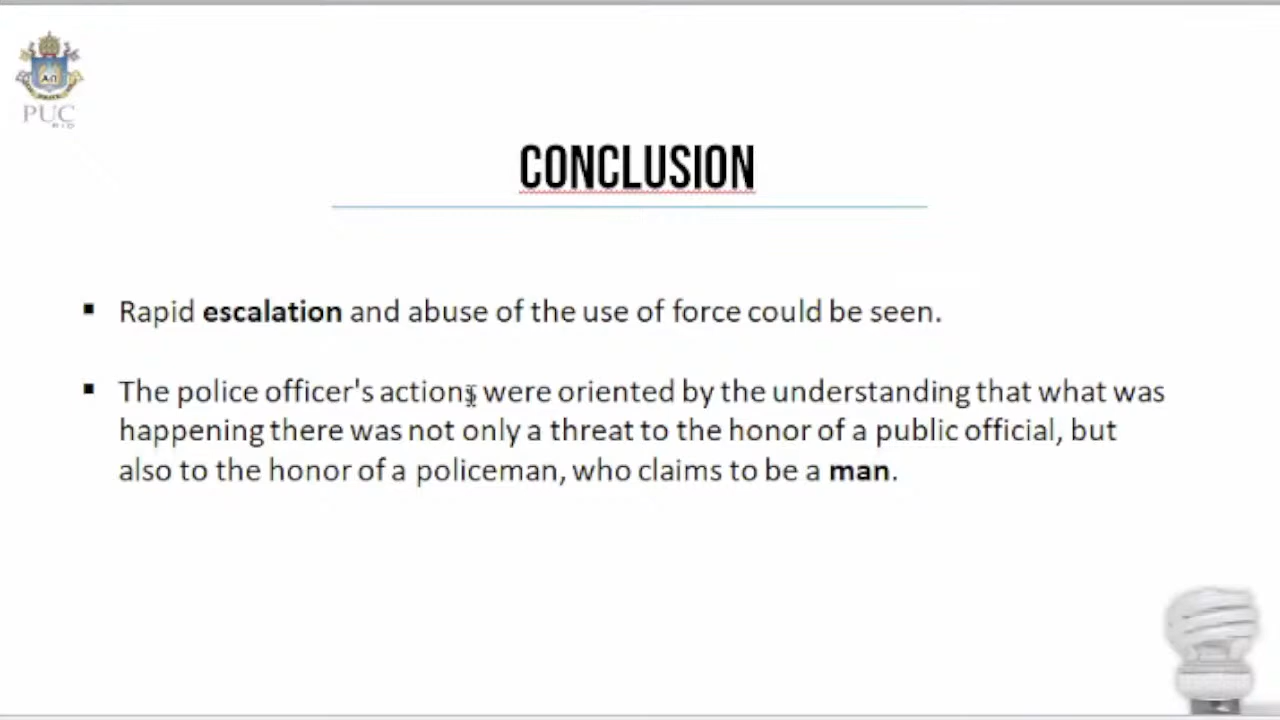 PUC
RIO
CONCLUSION
▪ Rapid escalation and abuse of the use of force could be seen.
▪ The police officer's actions were oriented by the understanding that what was
happening there was not only a threat to the honor of a public official, but
also to the honor of a policeman, who claims to be a man.